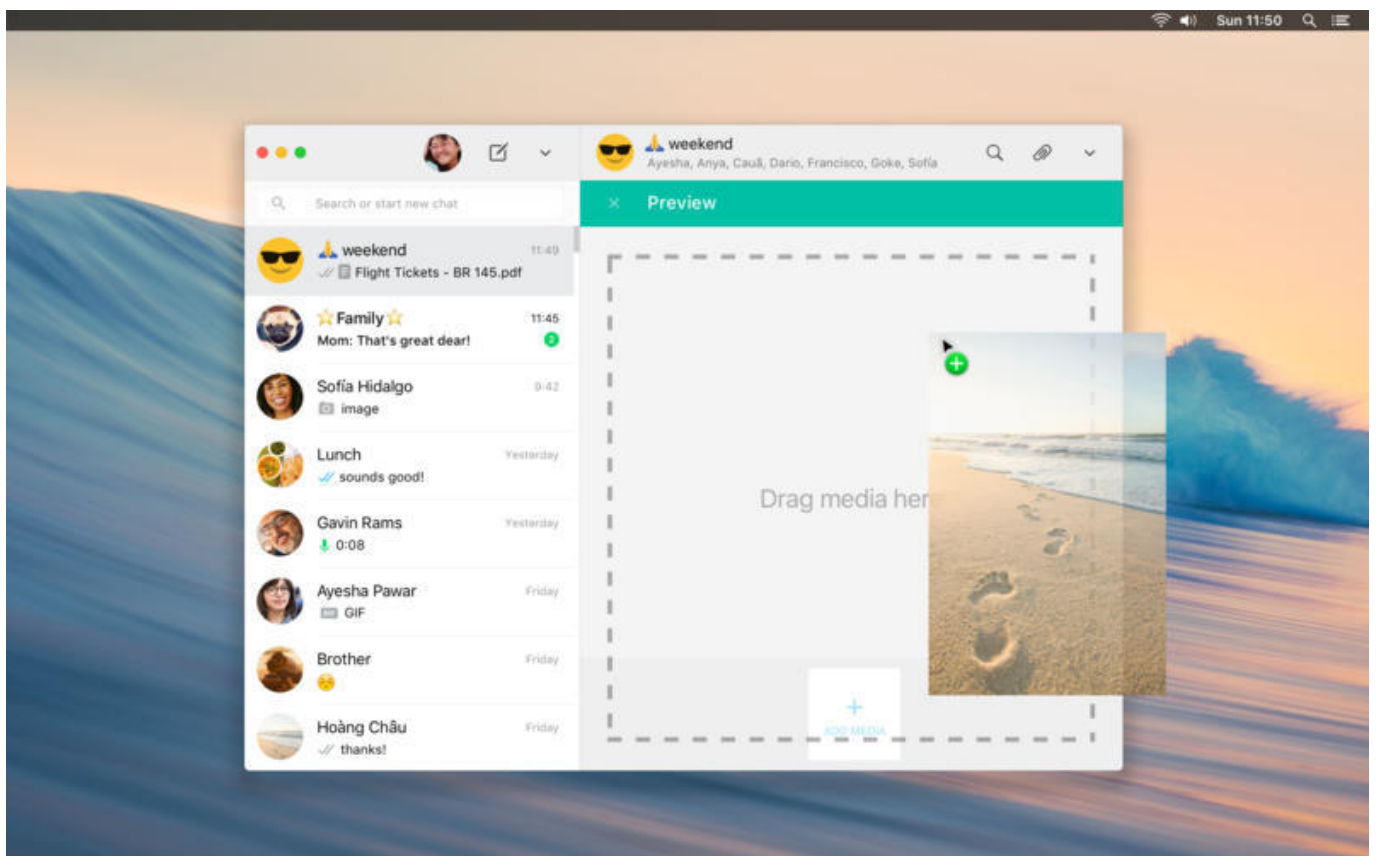 Sun 11:50
weekend
Ayesha, Anya, Cauã, Dario, Francisco, Goke, Sofía
Search or start new chat
Preview
weekend 11:49
Flight Tickets - BR 145.pdf
Family 11:45
Mom: That's great dear! 2
Sofía Hidalgo 9:42
image
Lunch Yesterday
sounds good!
Gavin Rams Yesterday
0:08
Ayesha Pawar Friday
GIF
Brother Friday
Hoàng Châu Friday
thanks!
Drag media her
ADD MEDIA